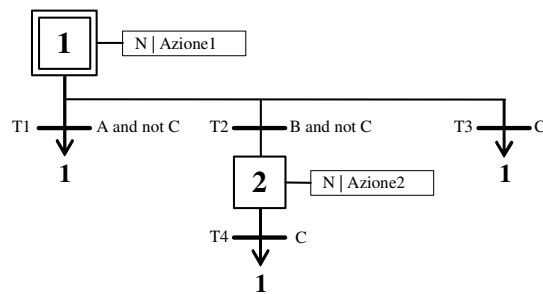 1
N | Azione1
T1 A and not C
T2 B and not C
T3 C
1
2
N | Azione2
1
T4 C
1